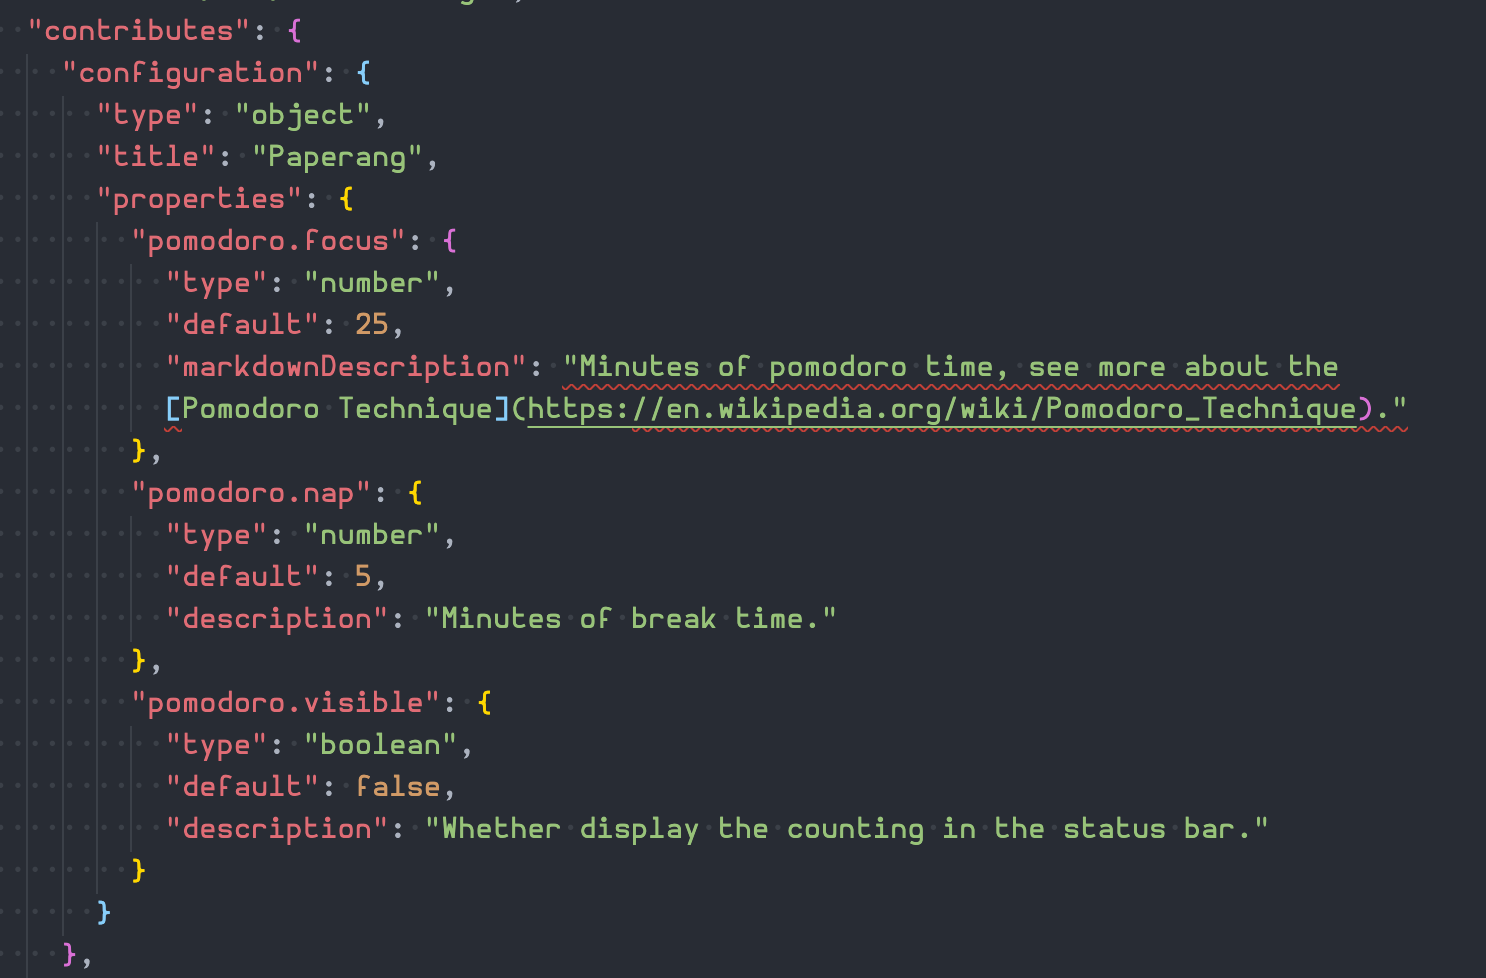 "contributes": {
"configuration": {
"type": "object",
"title": "Paperang",
"properties": {
"pomodoro.focus": {
"type": "number",
"default": 25,
"markdownDescription": "Minutes of pomodoro time, see more about the
[Pomodoro Technique](https://en.wikipedia.org/wiki/Pomodoro_Technique)."
},
"pomodoro.nap": {
"type": "number",
"default": 5,
"description": "Minutes of break time."
},
"pomodoro.visible": {
"type": "boolean",
"default": false,
"description": "Whether display the counting in the status bar."
}
}
},